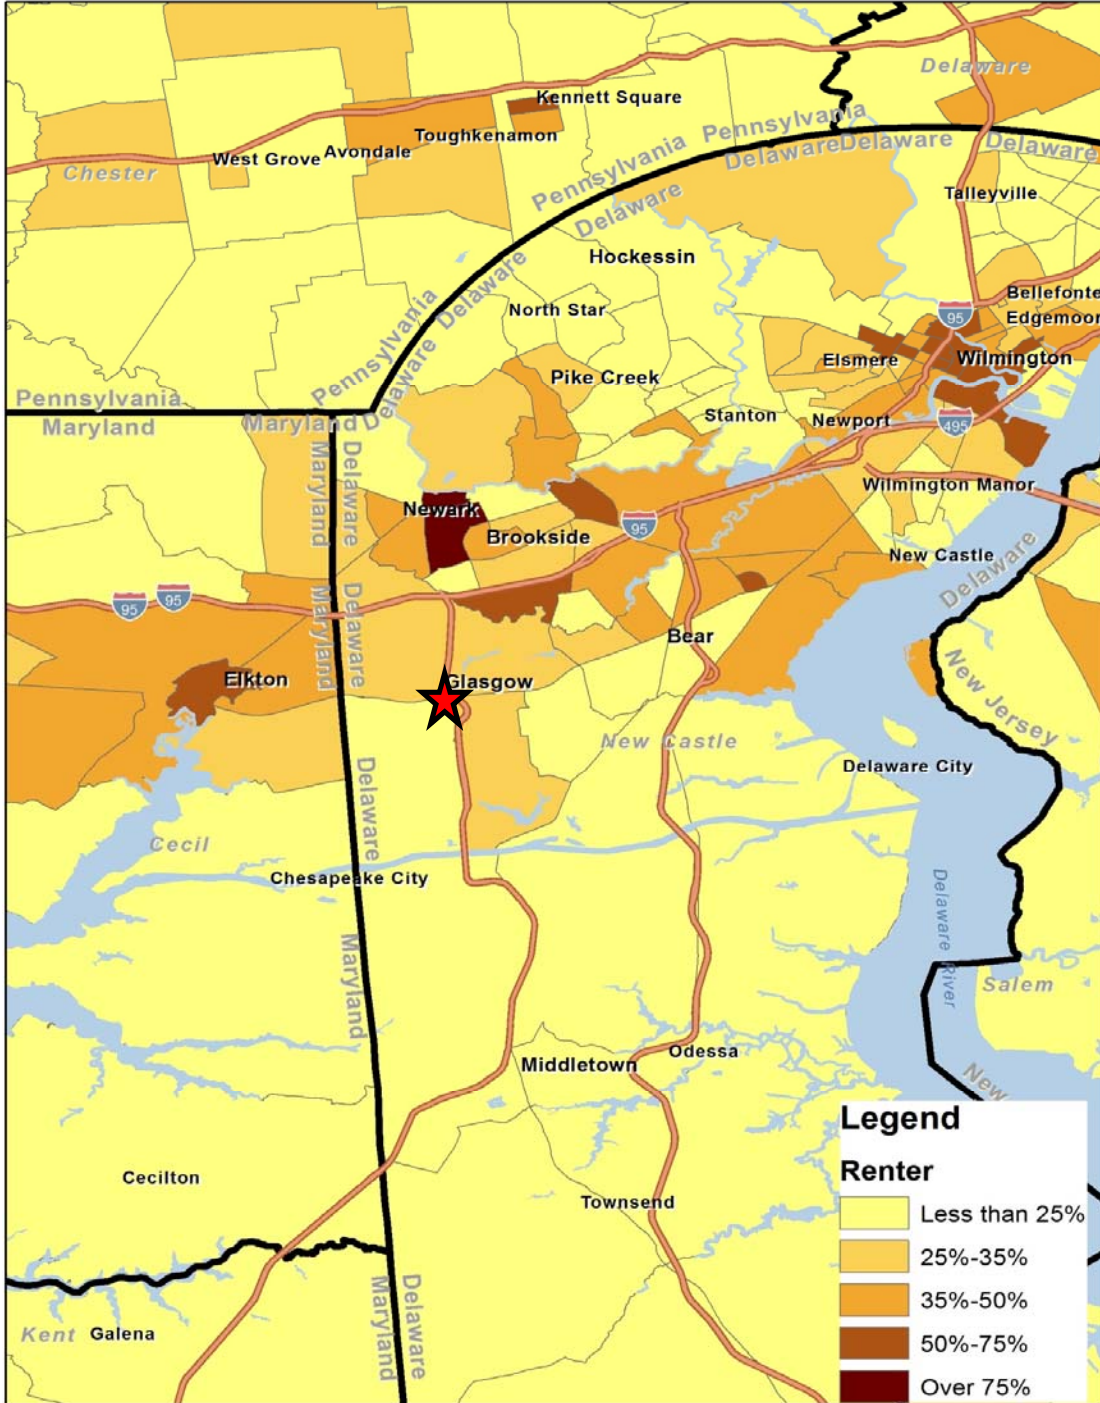 Delaware
Kennett Square
Pennsylvania
Toughkenamon
Pennsylvania
Delaware
Delaware
Delaware
West Grove
Avondale
Chester
Pennsylvania
Delaware
Talleyville
Hockessin
Delaware
Pennsylvania
North Star
Bellefonte
95
Edgemoor
Delaware
Elsmere
Wilmington
Pike Creek
Pennsylvania
Maryland
Maryland
Stanton
Newport
495
Maryland
Delaware
Wilmington Manor
Newark
Brookside
95
New Castle
Delaware
95
95
Maryland
Delaware
Bear
Elkton
Glasgow
New Jersey
New Castle
Delaware City
Delaware
Cecil
Chesapeake City
Delaware River
Maryland
Salem
Odessa
Middletown
New
Cecilton
Townsend
Kent
Galena
Maryland
Delaware
Legend
Renter
Less than 25%
25%-35%
35%-50%
50%-75%
Over 75%